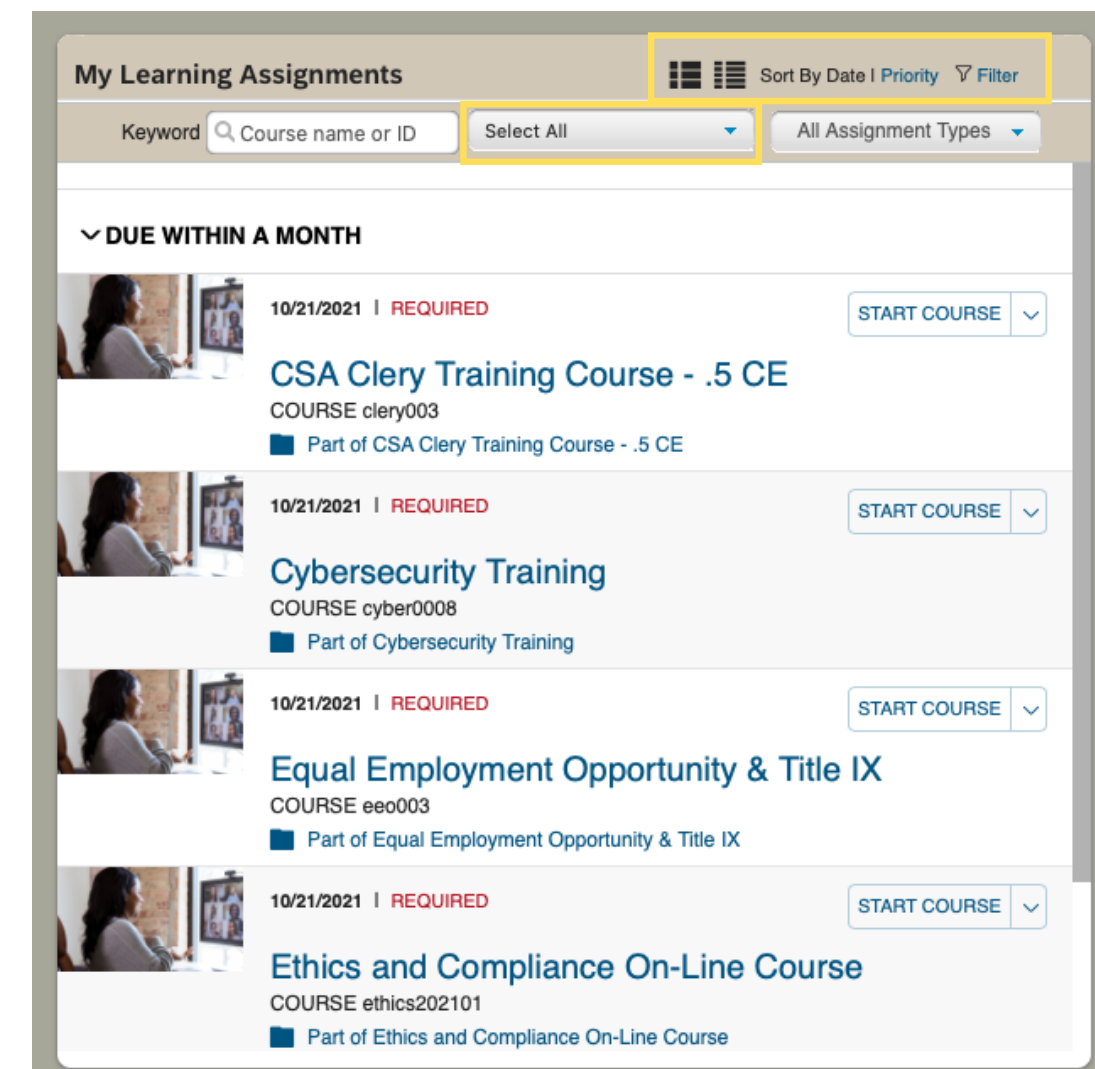 My Learning Assignments
Sort By Date | Priority Filter
Keyword Course name or ID Select All All Assignment Types
DUE WITHIN A MONTH
10/21/2021 | REQUIRED START COURSE
CSA Clery Training Course - .5 CE
COURSE clery003
Part of CSA Clery Training Course - .5 CE
10/21/2021 | REQUIRED START COURSE
Cybersecurity Training
COURSE cyber0008
Part of Cybersecurity Training
10/21/2021 | REQUIRED START COURSE
Equal Employment Opportunity & Title IX
COURSE eeo003
Part of Equal Employment Opportunity & Title IX
10/21/2021 | REQUIRED START COURSE
Ethics and Compliance On-Line Course
COURSE ethics202101
Part of Ethics and Compliance On-Line Course